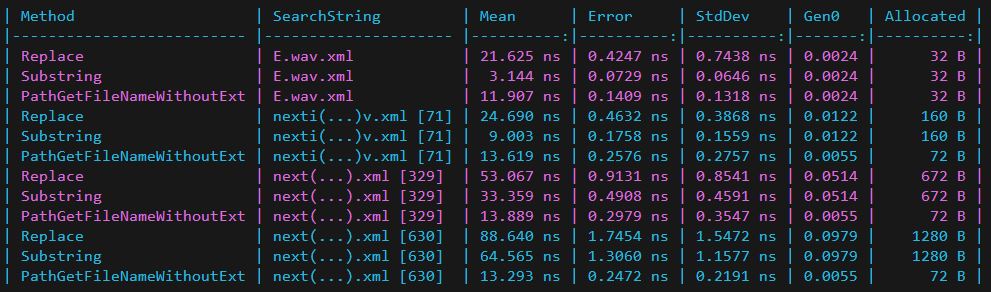 | Method | SearchString | Mean | Error | StdDev | Gen0 | Allocated |
|-------------------------- |--------------------- |----------:|----------:|----------:|-------:|----------:|
| Replace | E.wav.xml | 21.625 ns | 0.4247 ns | 0.7438 ns | 0.0024 | 32 B |
| Substring | E.wav.xml | 3.144 ns | 0.0729 ns | 0.0646 ns | 0.0024 | 32 B |
| PathGetFileNameWithoutExt | E.wav.xml | 11.907 ns | 0.1409 ns | 0.1318 ns | 0.0024 | 32 B |
| Replace | nexti(...)v.xml [71] | 24.690 ns | 0.4632 ns | 0.3868 ns | 0.0122 | 160 B |
| Substring | nexti(...)v.xml [71] | 9.003 ns | 0.1758 ns | 0.1559 ns | 0.0122 | 160 B |
| PathGetFileNameWithoutExt | nexti(...)v.xml [71] | 13.619 ns | 0.2576 ns | 0.2757 ns | 0.0055 | 72 B |
| Replace | next(...).xml [329] | 53.067 ns | 0.9131 ns | 0.8541 ns | 0.0514 | 672 B |
| Substring | next(...).xml [329] | 33.359 ns | 0.4908 ns | 0.4591 ns | 0.0514 | 672 B |
| PathGetFileNameWithoutExt | next(...).xml [329] | 13.889 ns | 0.2979 ns | 0.3547 ns | 0.0055 | 72 B |
| Replace | next(...).xml [630] | 88.640 ns | 1.7454 ns | 1.5472 ns | 0.0979 | 1280 B |
| Substring | next(...).xml [630] | 64.565 ns | 1.3060 ns | 1.1577 ns | 0.0979 | 1280 B |
| PathGetFileNameWithoutExt | next(...).xml [630] | 13.293 ns | 0.2472 ns | 0.2191 ns | 0.0055 | 72 B |